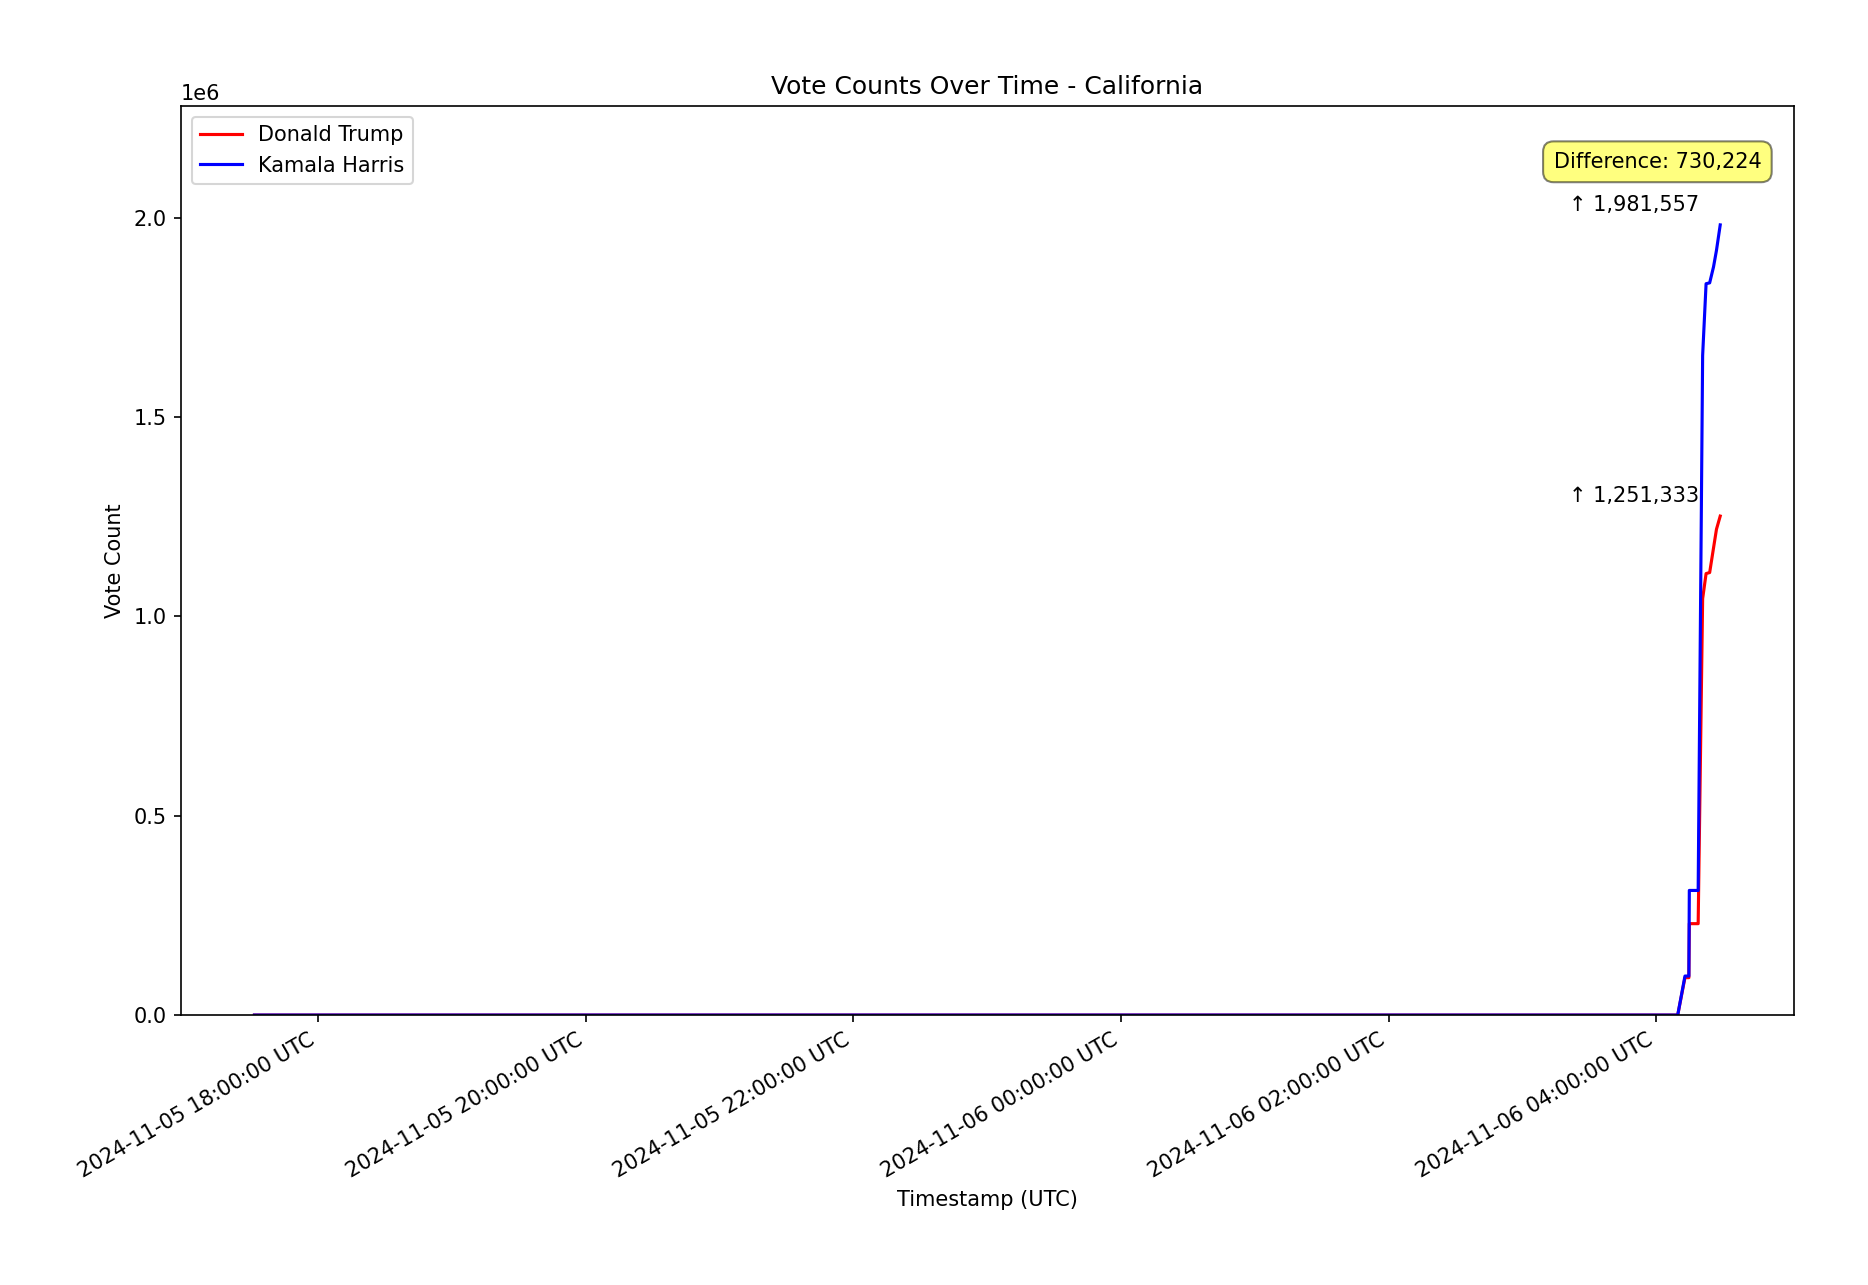 Vote Counts Over Time - California
1e6
Donald Trump
Kamala Harris
Difference: 730,224
↑ 1,981,557
↑ 1,251,333
2.0
1.5
1.0
0.5
0.0
Vote Count
2024-11-05 18:00:00 UTC
2024-11-05 20:00:00 UTC
2024-11-05 22:00:00 UTC
2024-11-06 00:00:00 UTC
2024-11-06 02:00:00 UTC
2024-11-06 04:00:00 UTC
Timestamp (UTC)